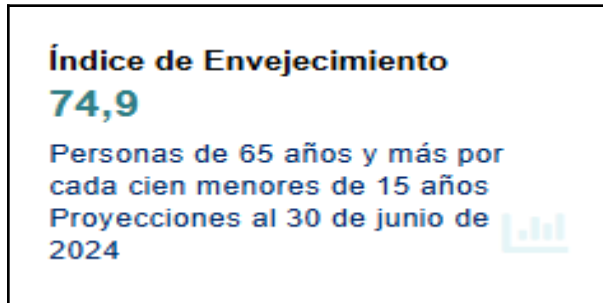 Índice de Envejecimiento
74,9
Personas de 65 años y más por
cada cien menores de 15 años
Proyecciones al 30 de junio de
2024